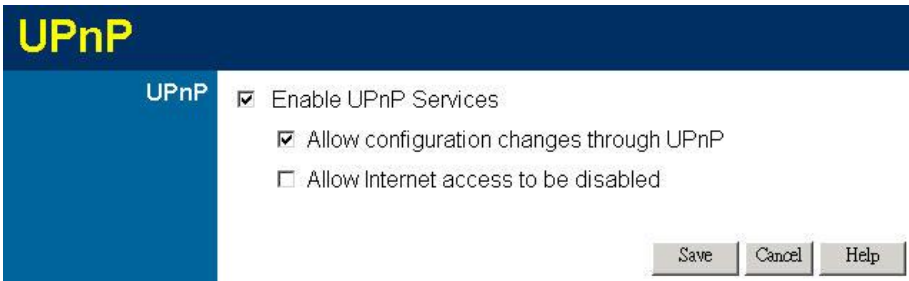 UPnP
UPnP
Enable UPnP Services
Allow configuration changes through UPnP
Allow Internet access to be disabled
Save Cancel Help